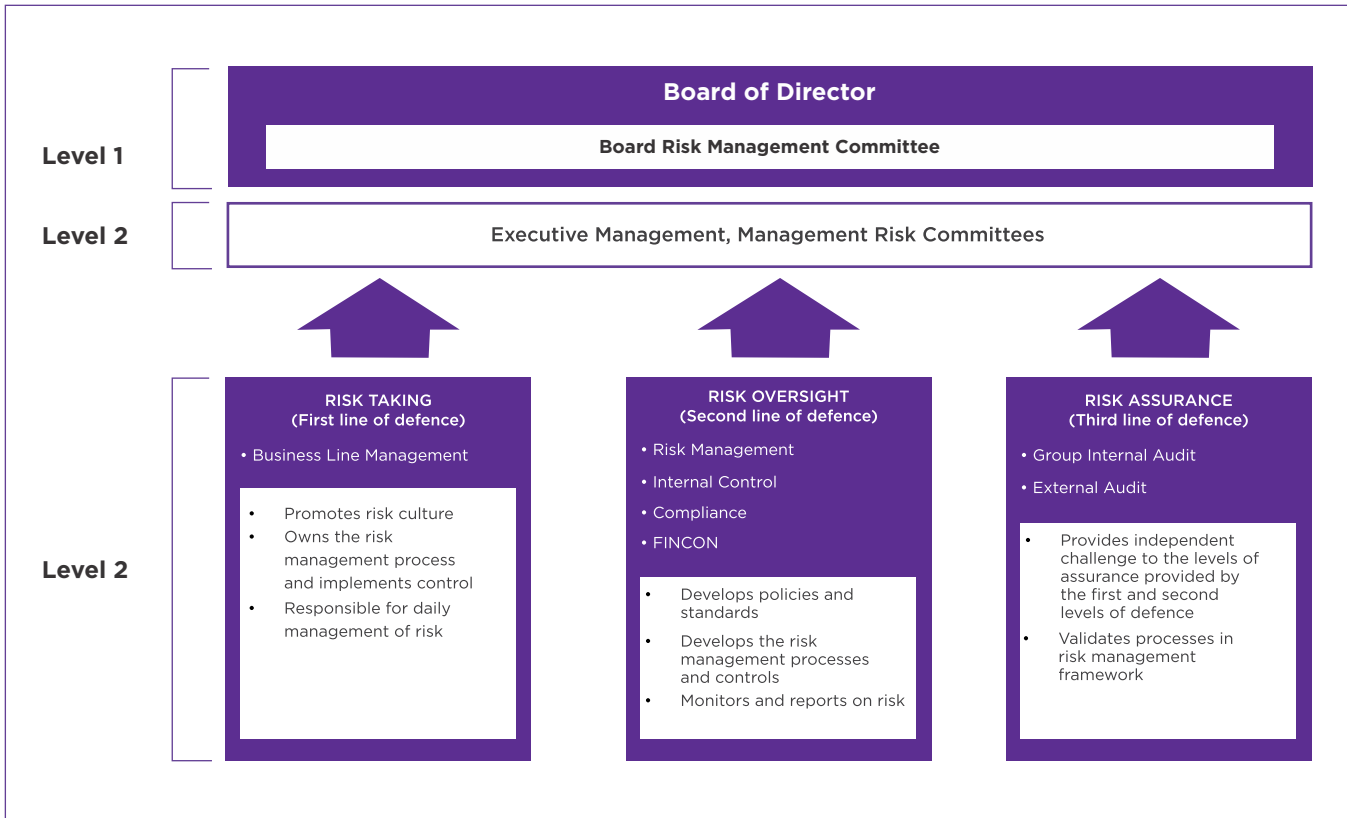 Board of Director
Level 1
Board Risk Management Committee
Level 2
Executive Management, Management Risk Committees
Level 2
RISK TAKING
(First line of defence)
• Business Line Management
• Promotes risk culture
• Owns the risk
management process
and implements control
• Responsible for daily
management of risk
RISK OVERSIGHT
(Second line of defence)
• Risk Management
• Internal Control
• Compliance
• FINCON
• Develops policies and
standards
• Develops the risk
management processes
and controls
• Monitors and reports on risk
RISK ASSURANCE
(Third line of defence)
• Group Internal Audit
• External Audit
• Provides independent
challenge to the levels of
assurance provided by
the first and second
levels of defence
• Validates processes in
risk management
framework